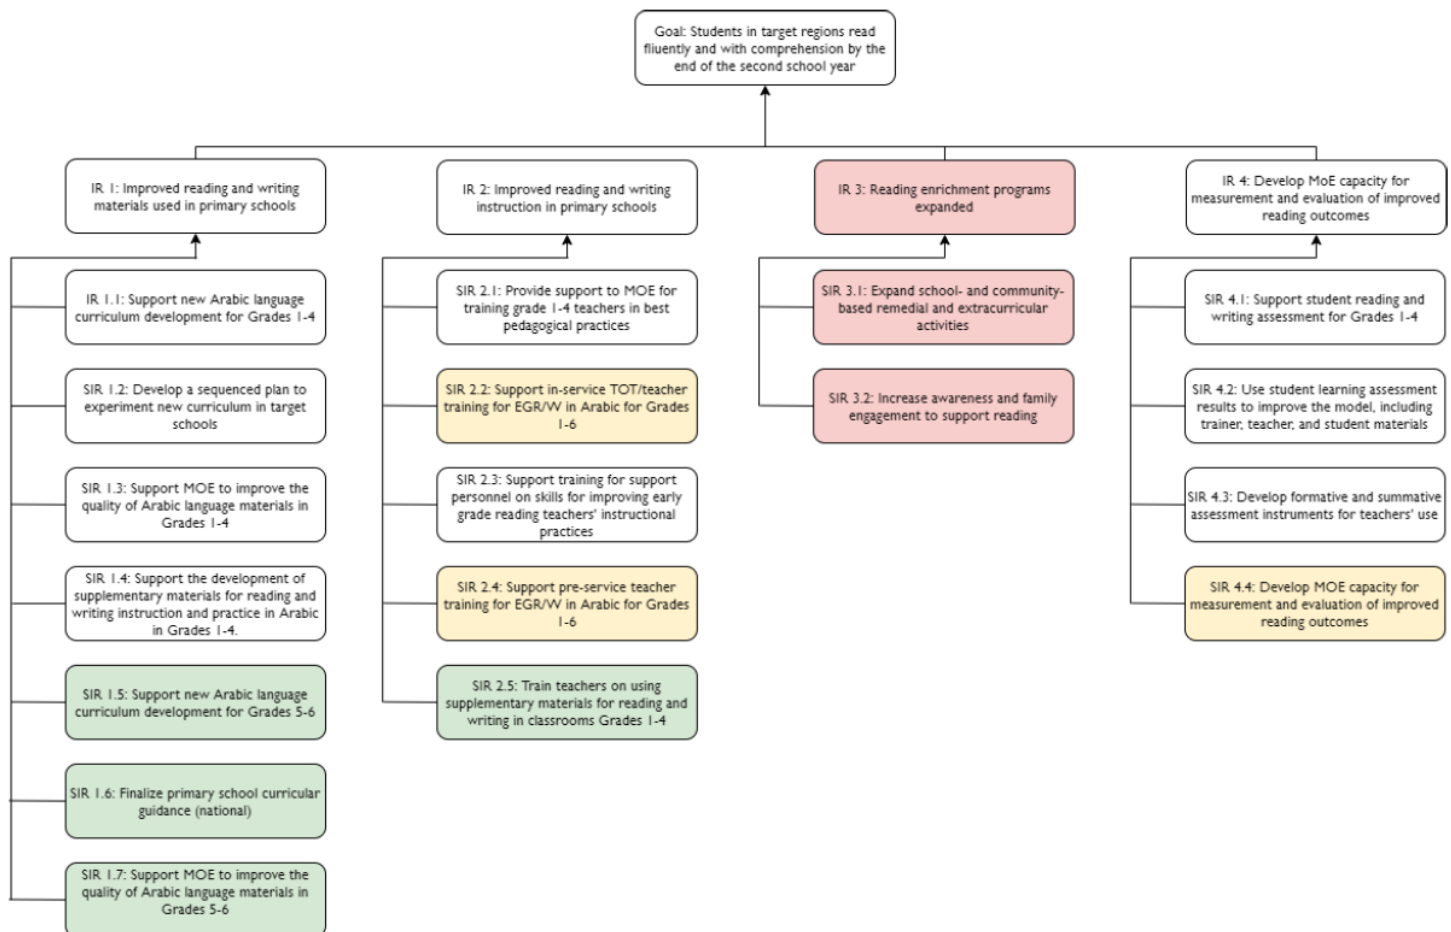 Goal: Students in target regions read
fliuently and with comprehension by the
end of the second school year
IR 1: Improved reading and writing
materials used in primary schools
IR 1.1: Support new Arabic language
curriculum development for Grades 1-4
SIR 1.2: Develop a sequenced plan to
experiment new curriculum in target
schools
SIR 1.3: Support MOE to improve the
quality of Arabic language materials in
Grades 1-4
SIR 1.4: Support the development of
supplementary materials for reading and
writing instruction and practice in Arabic
in Grades 1-4.
SIR 1.5: Support new Arabic language
curriculum development for Grades 5-6
SIR 1.6: Finalize primary school curricular
guidance (national)
SIR 1.7: Support MOE to improve the
quality of Arabic language materials in
Grades 5-6
IR 2: Improved reading and writing
instruction in primary schools
SIR 2.1: Provide support to MOE for
training grade 1-4 teachers in best
pedagogical practices
SIR 2.2: Support in-service TOT/teacher
training for EGR/W in Arabic for Grades
1-6
SIR 2.3: Support training for support
personnel on skills for improving early
grade reading teachers' instructional
practices
SIR 2.4: Support pre-service teacher
training for EGR/W in Arabic for Grades
1-6
SIR 2.5: Train teachers on using
supplementary materials for reading and
writing in classrooms Grades 1-4
IR 3: Reading enrichment programs
expanded
SIR 3.1: Expand school- and community-
based remedial and extracurricular
activities
SIR 3.2: Increase awareness and family
engagement to support reading
IR 4: Develop MoE capacity for
measurement and evaluation of improved
reading outcomes
SIR 4.1: Support student reading and
writing assessment for Grades 1-4
SIR 4.2: Use student learning assessment
results to improve the model, including
trainer, teacher, and student materials
SIR 4.3: Develop formative and summative
assessment instruments for teachers' use
SIR 4.4: Develop MOE capacity for
measurement and evaluation of improved
reading outcomes